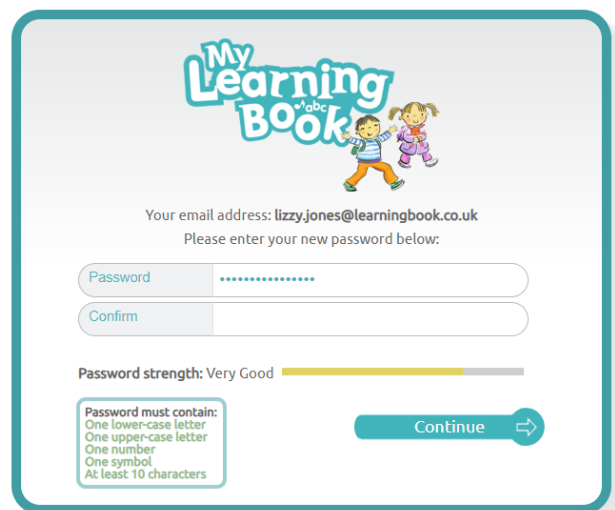 My
Learning
abc
Book
Your email address: lizzy.jones@learningbook.co.uk
Please enter your new password below:
Password ••••••••••••••••
Confirm
Password strength: Very Good
Password must contain:
One lower-case letter
One upper-case letter
One number
One symbol
At least 10 characters
Continue